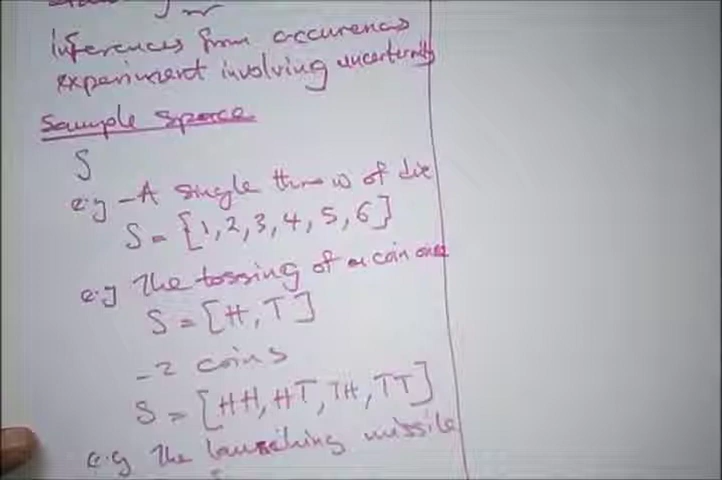 inferences from occurences
experiment involving uncerternity
Sample space
S
e.g - A single throw of die
S = [1,2,3,4,5,6]
e.g The tossing of a coin once
S = [H, T]
- 2 coins
S = [HH, HT, TH, TT]
e.g The launching missile